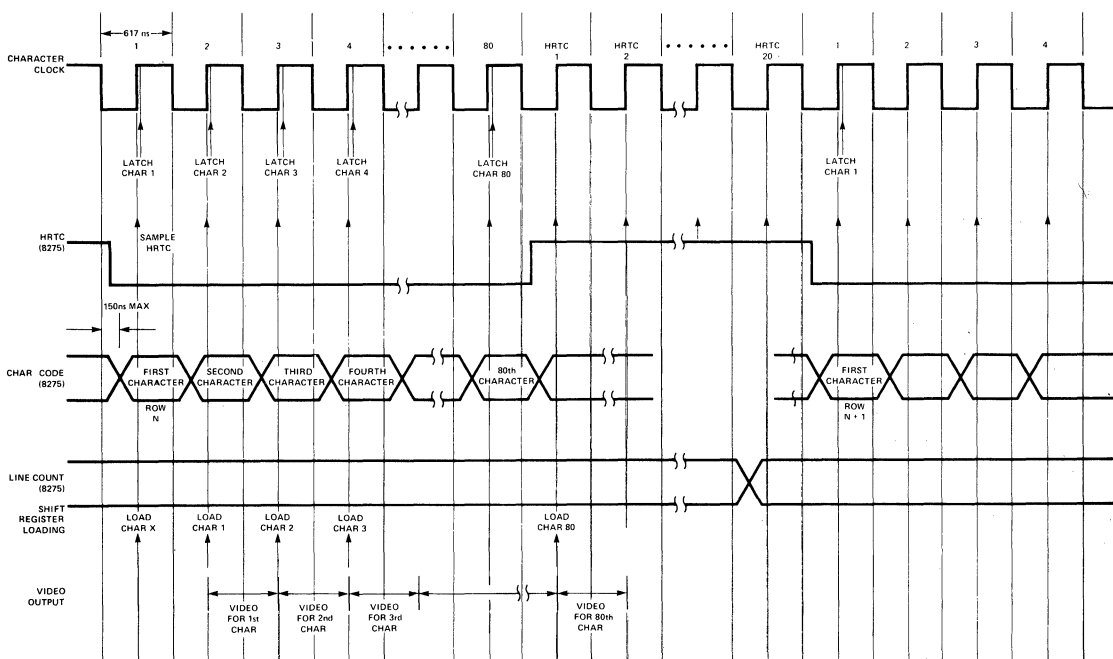 617 ns
1 2 3 4 80 HRTC 1 HRTC 2 HRTC 20 1 2 3 4
CHARACTER
CLOCK
LATCH
CHAR 1
LATCH
CHAR 2
LATCH
CHAR 3
LATCH
CHAR 4
LATCH
CHAR 80
LATCH
CHAR 1
HRTC
(8275)
SAMPLE
HRTC
150ns MAX
CHAR CODE
(8275)
FIRST
CHARACTER
ROW
N
SECOND
CHARACTER
THIRD
CHARACTER
FOURTH
CHARACTER
80th
CHARACTER
FIRST
CHARACTER
ROW
N + 1
LINE COUNT
(8275)
SHIFT
REGISTER
LOADING
LOAD
CHAR X
LOAD
CHAR 1
LOAD
CHAR 2
LOAD
CHAR 3
LOAD
CHAR 80
VIDEO
OUTPUT
VIDEO
FOR 1st
CHAR
VIDEO
FOR 2nd
CHAR
VIDEO
FOR 3rd
CHAR
VIDEO
FOR 80th
CHAR